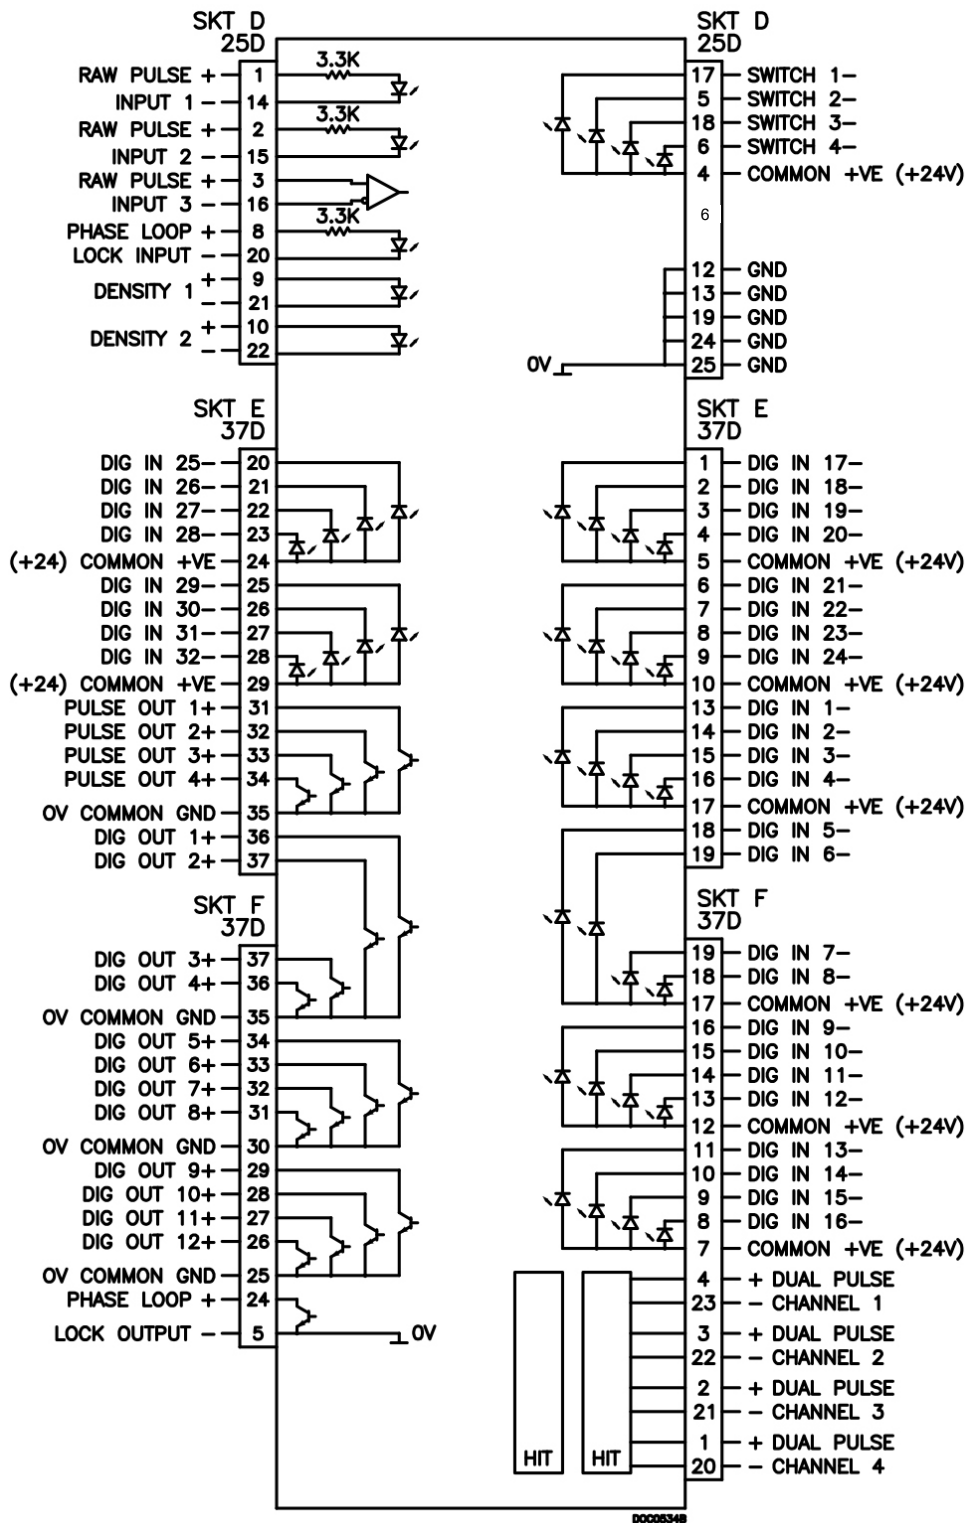 SKT D
25D
RAW PULSE + 1
3.3K
INPUT 1 - 14
RAW PULSE + 2
3.3K
INPUT 2 - 15
RAW PULSE + 3
INPUT 3 - 16
3.3K
PHASE LOOP + 8
LOCK INPUT - 20
+ 9
DENSITY 1
- 21
+ 10
DENSITY 2
- 22
SKT E
37D
DIG IN 25- 20
DIG IN 26- 21
DIG IN 27- 22
DIG IN 28- 23
(+24) COMMON +VE 24
DIG IN 29- 25
DIG IN 30- 26
DIG IN 31- 27
DIG IN 32- 28
(+24) COMMON +VE 29
PULSE OUT 1+ 31
PULSE OUT 2+ 32
PULSE OUT 3+ 33
PULSE OUT 4+ 34
0V COMMON GND 35
DIG OUT 1+ 36
DIG OUT 2+ 37
SKT F
37D
DIG OUT 3+ 37
DIG OUT 4+ 36
0V COMMON GND 35
DIG OUT 5+ 34
DIG OUT 6+ 33
DIG OUT 7+ 32
DIG OUT 8+ 31
0V COMMON GND 30
DIG OUT 9+ 29
DIG OUT 10+ 28
DIG OUT 11+ 27
DIG OUT 12+ 26
0V COMMON GND 25
PHASE LOOP + 24
LOCK OUTPUT - 5
0V
SKT D
25D
17 SWITCH 1-
5 SWITCH 2-
18 SWITCH 3-
6 SWITCH 4-
4 COMMON +VE (+24V)
6
12 GND
13 GND
19 GND
24 GND
0V
25 GND
SKT E
37D
1 DIG IN 17-
2 DIG IN 18-
3 DIG IN 19-
4 DIG IN 20-
5 COMMON +VE (+24V)
6 DIG IN 21-
7 DIG IN 22-
8 DIG IN 23-
9 DIG IN 24-
10 COMMON +VE (+24V)
13 DIG IN 1-
14 DIG IN 2-
15 DIG IN 3-
16 DIG IN 4-
17 COMMON +VE (+24V)
18 DIG IN 5-
19 DIG IN 6-
SKT F
37D
19 DIG IN 7-
18 DIG IN 8-
17 COMMON +VE (+24V)
16 DIG IN 9-
15 DIG IN 10-
14 DIG IN 11-
13 DIG IN 12-
12 COMMON +VE (+24V)
11 DIG IN 13-
10 DIG IN 14-
9 DIG IN 15-
8 DIG IN 16-
7 COMMON +VE (+24V)
4 + DUAL PULSE
23 - CHANNEL 1
3 + DUAL PULSE
22 - CHANNEL 2
2 + DUAL PULSE
21 - CHANNEL 3
1 + DUAL PULSE
20 - CHANNEL 4
HIT
HIT
DOC0534B